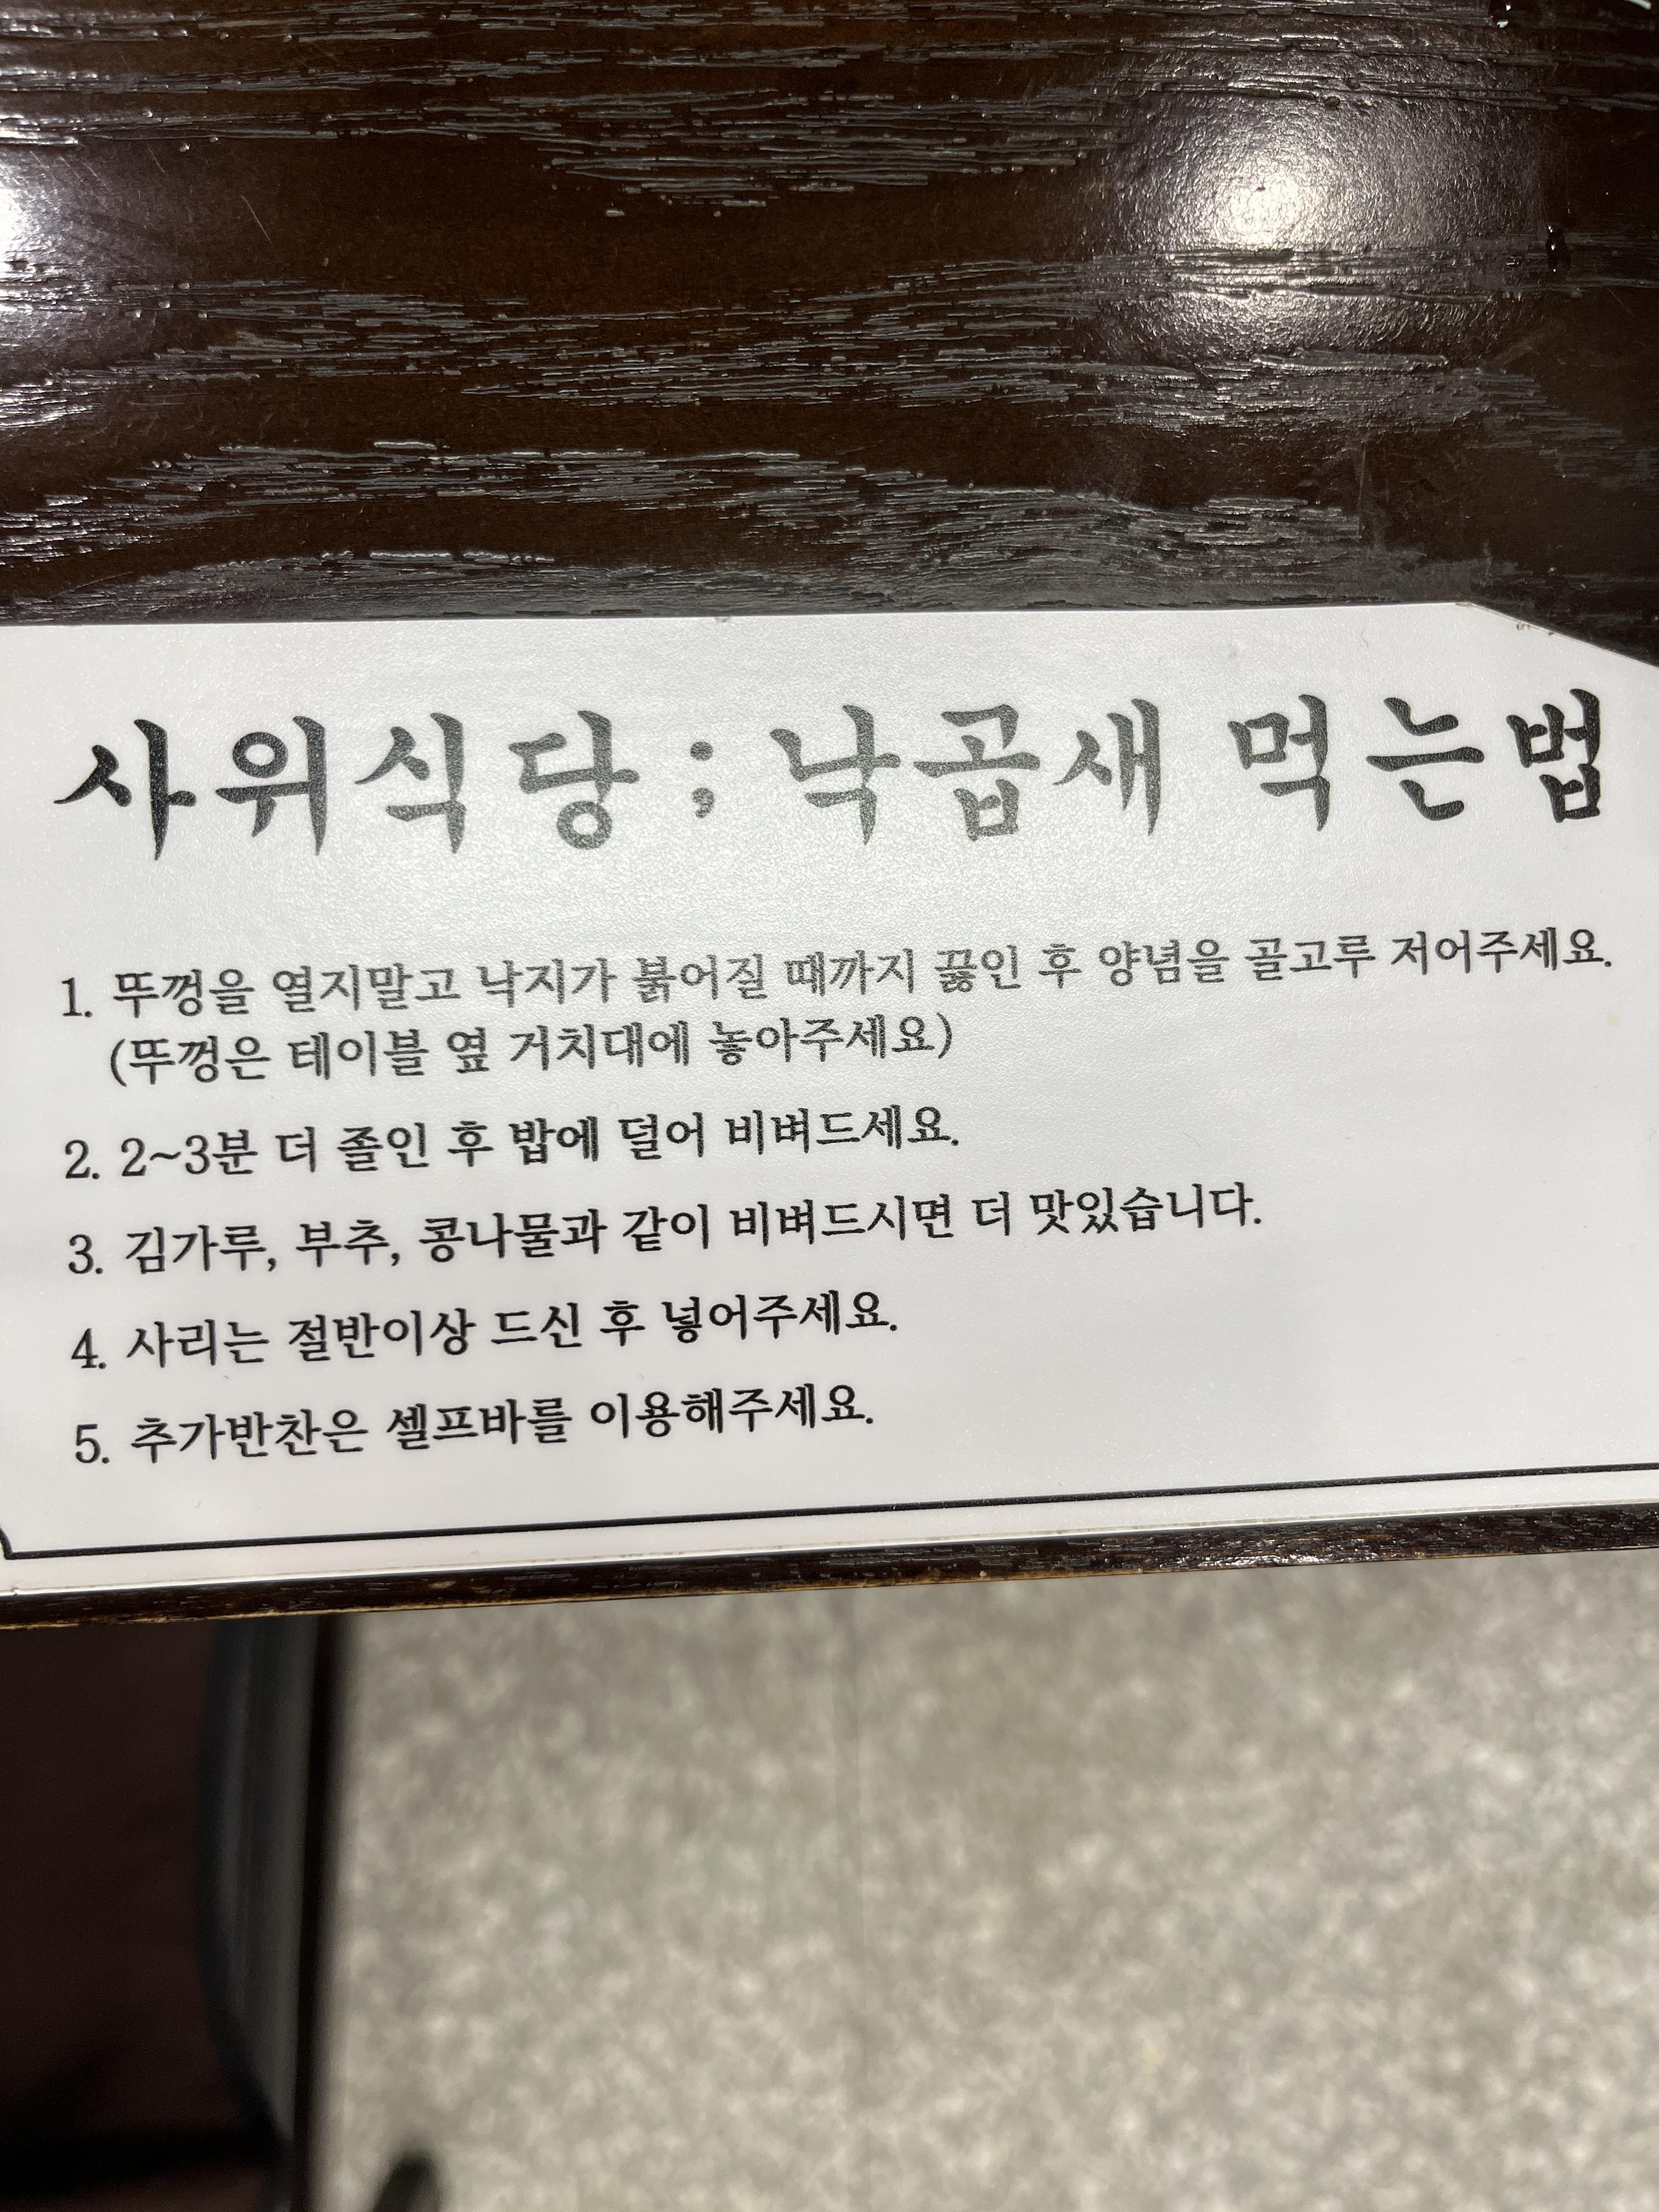 사위식당 ; 낙곱새 먹는법
1. 뚜껑을 열지말고 낙지가 붉어질 때까지 끓인 후 양념을 골고루 저어주세요.
(뚜껑은 테이블 옆 거치대에 놓아주세요)
2. 2~3분 더 졸인 후 밥에 덜어 비벼드세요.
3. 김가루, 부추, 콩나물과 같이 비벼드시면 더 맛있습니다.
4. 사리는 절반이상 드신 후 넣어주세요.
5. 추가반찬은 셀프바를 이용해주세요.